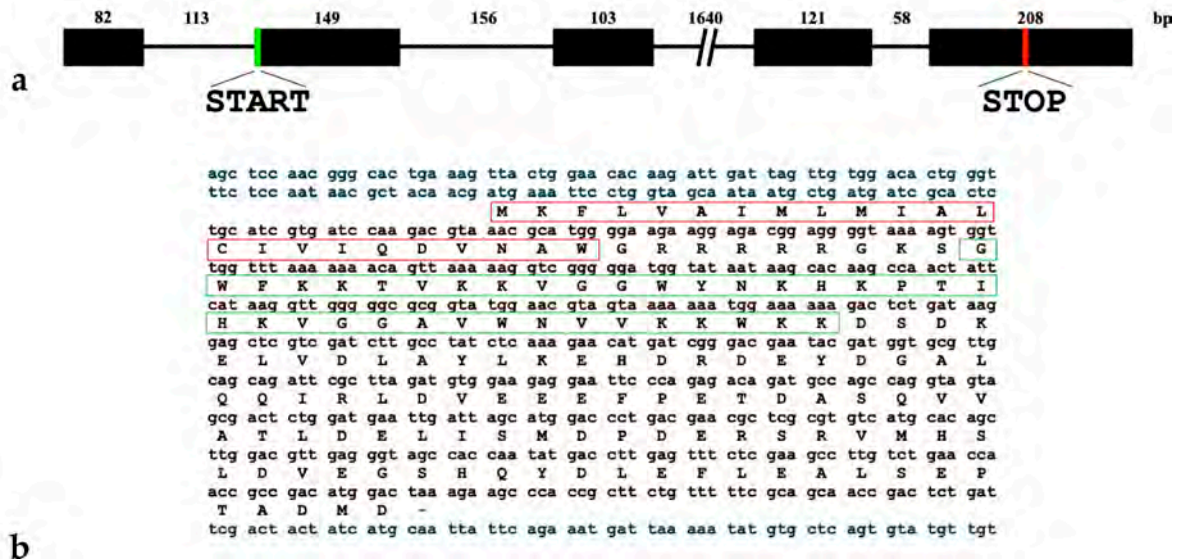 82 113 149 156 103 1640 121 58 208 bp
a
START STOP
agc tcc aac ggg cac tga aag tta ctg gaa cac aag att gat tag ttg tgg aca ctg ggt
ttc tcc aat aac gct aca acg atg aaa ttc ctg gta gca ata atg ctg atg atc gca ctc
M K F L V A I M L M I A L
tgc atc gtg atc caa gac gta aac gca tgg gga aga agg aga cgg agg ggt aaa agt ggt
C I V I Q D V N A W G R R R R R G K S G
tgg ttt aaa aaa aca gtt aaa aag gtc ggg gga tgg tat aat aag cac aag cca act att
W F K K T V K K V G G W Y N K H K P T I
cat aag gtt ggg ggc gcg gta tgg aac gta gta aaa aaa tgg aaa aaa gac tct gat aag
H K V G G A V W N V V K K W K K D S D K
gag ctc gtc gat ctt gcc tat ctc aaa gaa cat gat cgg gac gaa tac gat ggt gcg ttg
E L V D L A Y L K E H D R D E Y D G A L
cag cag att cgc tta gat gtg gaa gag gaa ttc cca gag aca gat gcc agc cag gta gta
Q Q I R L D V E E E F P E T D A S Q V V
gcg act ctg gat gaa ttg att agc atg gac cct gac gaa cgc tcg cgt gtc atg cac agc
A T L D E L I S M D P D E R S R V M H S
ttg gac gtt gag ggt agc cac caa tat gac ctt gag ttt ctc gaa gcc ttg tct gaa cca
L D V E G S H Q Y D L E F L E A L S E P
acc gcc gac atg gac taa aga agc cca ccg ctt ctg ttt ttc gca gca acc gac tct gat
T A D M D -
tcg act act atc atg caa tta ttc aga aat gat taa aaa tat gtg ctc agt gta tgt tgt
b